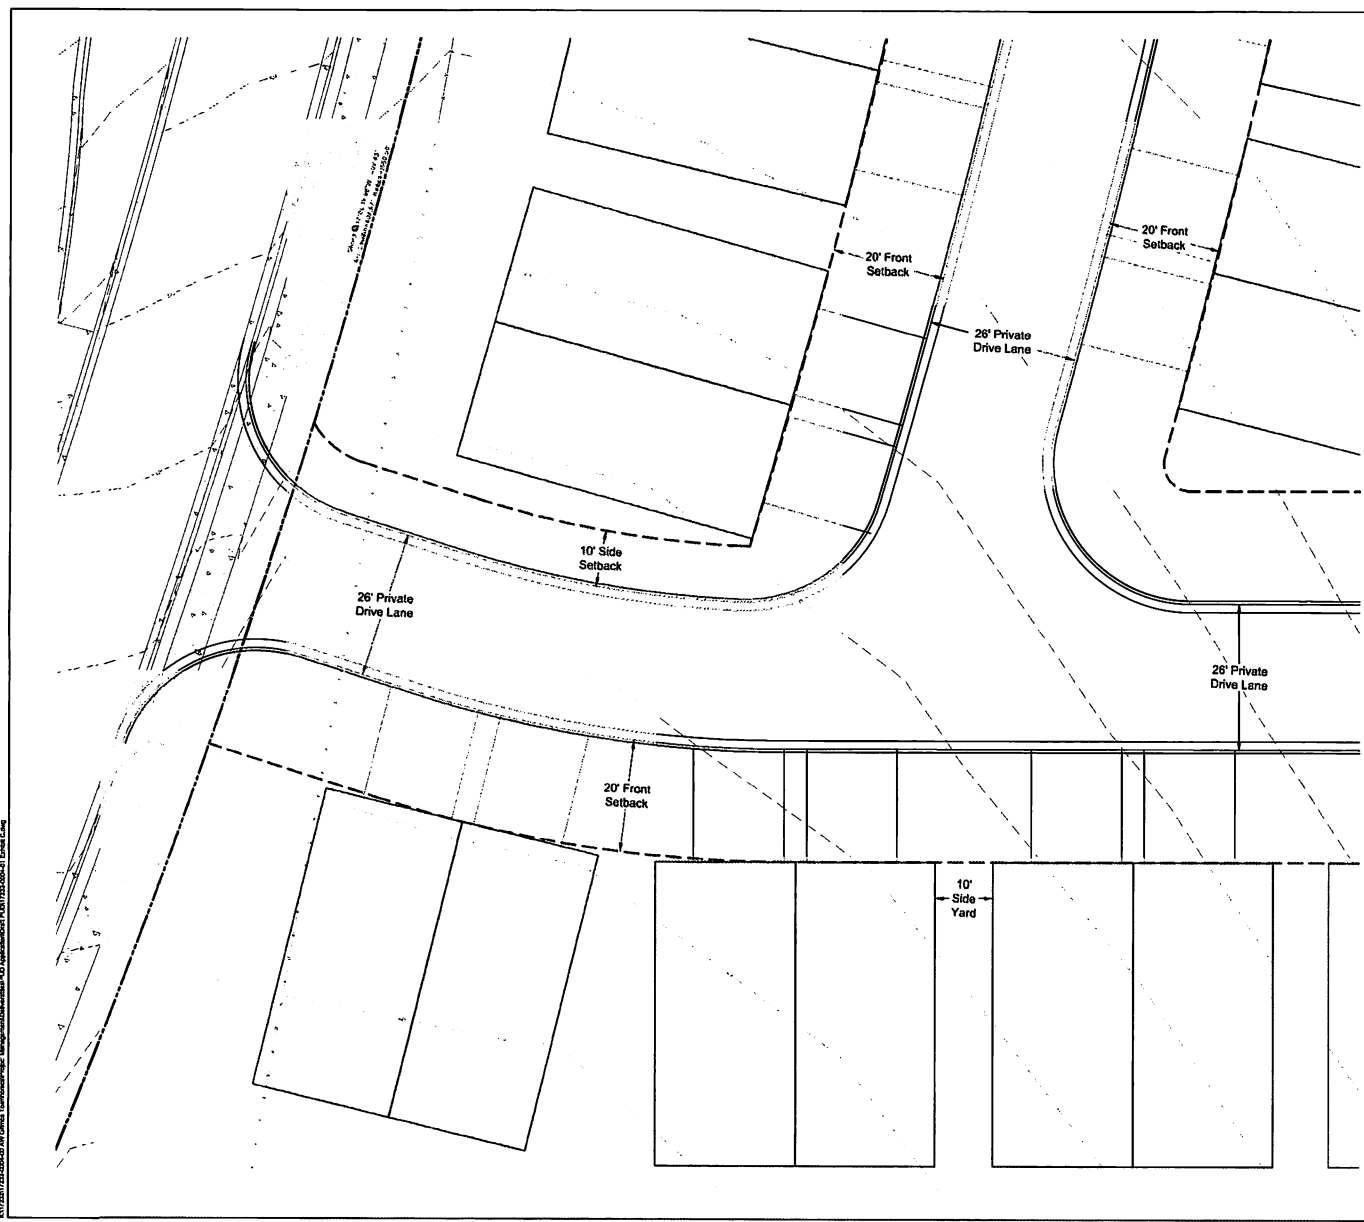 20' Front
Setback
20' Front
Setback
26' Private
Drive Lane
10' Side
Setback
26' Private
Drive Lane
26' Private
Drive Lane
20' Front
Setback
10'
Side
Yard